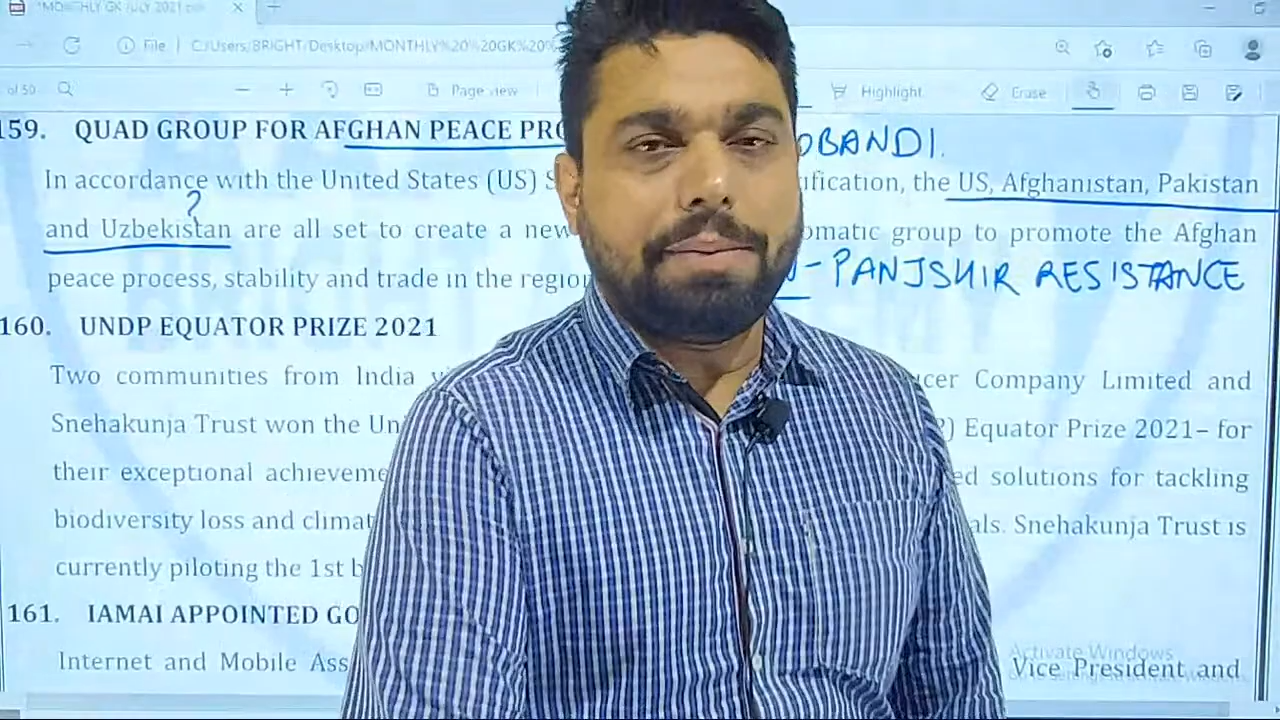 MONTHLY GK JULY 2021.pdf
File C:/Users/BRIGHT/Desktop/MONTHLY%20%20GK%20%
of 50 Page view Highlight Erase
159. QUAD GROUP FOR AFGHAN PEACE PRO
OBANDI.
In accordance with the United States (US) S ification, the US, Afghanistan, Pakistan
?
and Uzbekistan are all set to create a new omatic group to promote the Afghan
peace process, stability and trade in the region
- PANJSHIR RESISTANCE
160. UNDP EQUATOR PRIZE 2021
Two communities from India ucer Company Limited and
Snehakunja Trust won the Un P) Equator Prize 2021– for
their exceptional achieveme ed solutions for tackling
biodiversity loss and climat als. Snehakunja Trust is
currently piloting the 1st b
161. IAMAI APPOINTED GO
Activate Windows
Internet and Mobile Ass Vice President and